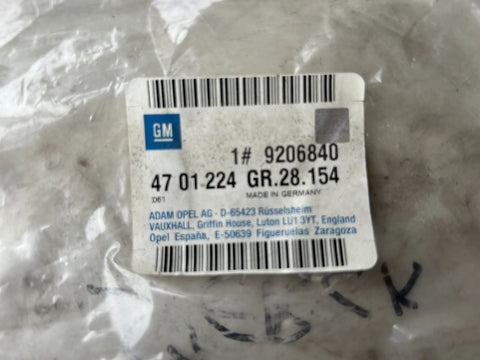 GM
1# 9206840
47 01 224 GR.28.154
061 MADE IN GERMANY
ADAM OPEL AG - D-65423 Rüsselsheim
VAUXHALL, Griffin House, Luton LU1 3YT, England
Opel España, E-50639 Figueruelas Zaragoza